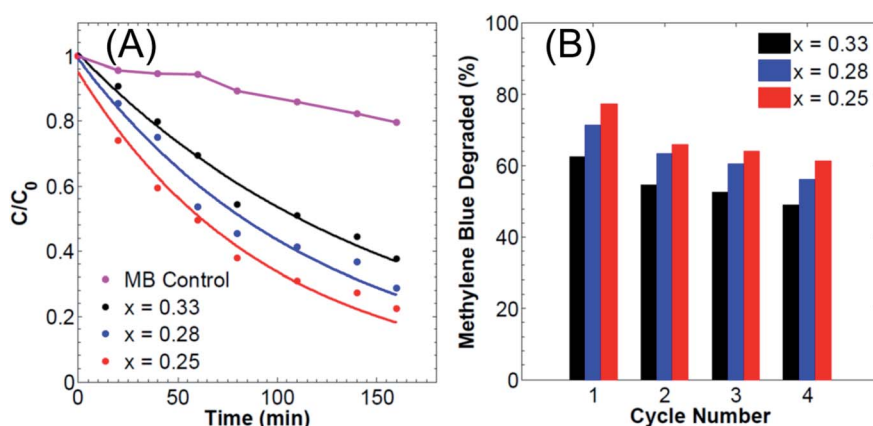 (A)
C/C0
1
0.8
0.6
0.4
0.2
0
MB Control
x = 0.33
x = 0.28
x = 0.25
0 50 100 150
Time (min)
(B)
Methylene Blue Degraded (%)
100
80
60
40
20
0
x = 0.33
x = 0.28
x = 0.25
1 2 3 4
Cycle Number